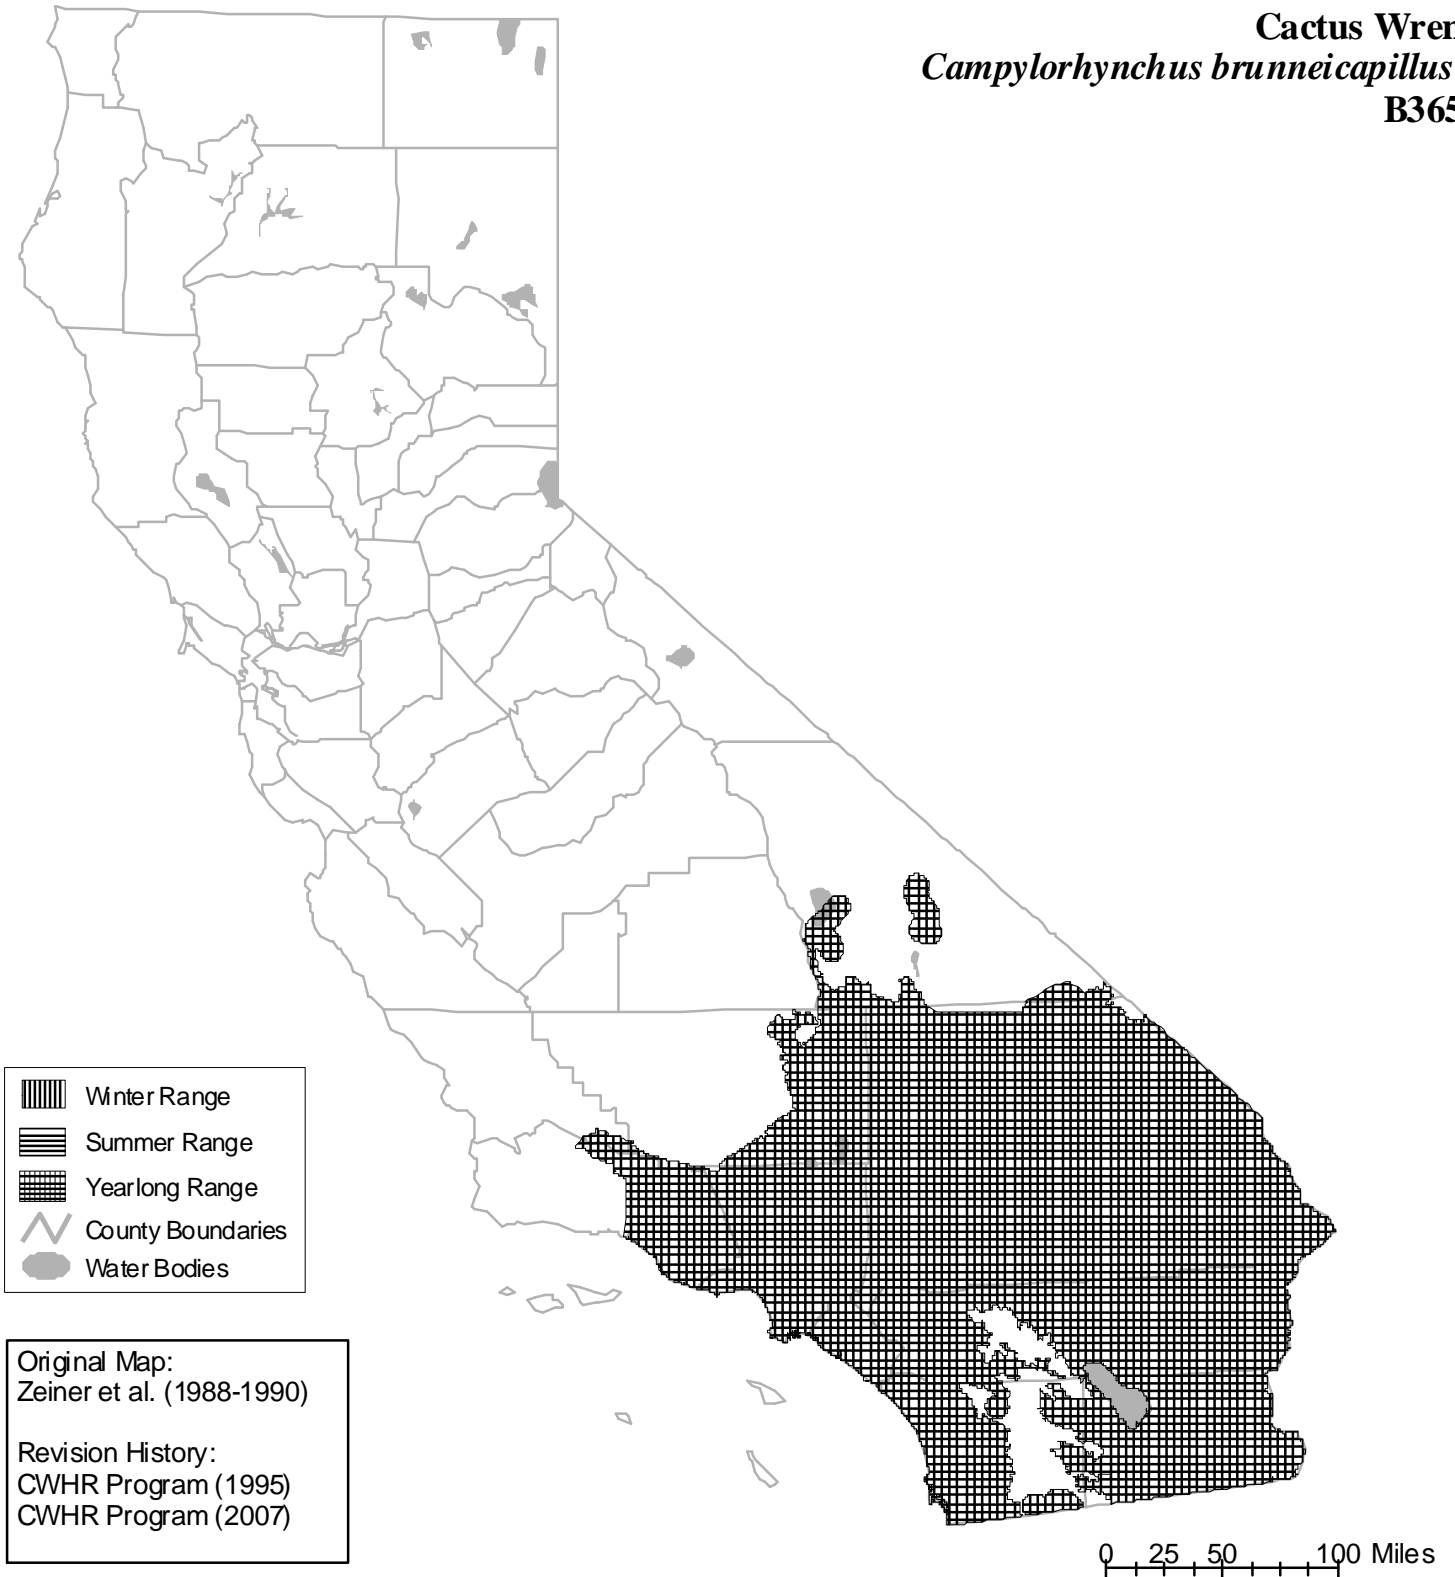 Cactus Wren
Campylorhynchus brunneicapillus
B365
Winter Range
Summer Range
Yearlong Range
County Boundaries
Water Bodies
Original Map:
Zeiner et al. (1988-1990)
Revision History:
CWHR Program (1995)
CWHR Program (2007)
0 25 50 100 Miles